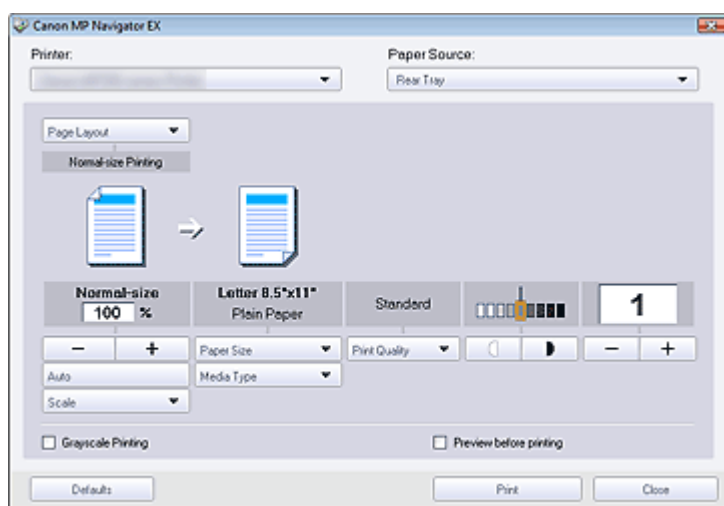 Canon MP Navigator EX
Printer:
Paper Source:
Rear Tray
Page Layout
Normal-size Printing
Normal-size
100 %
Letter 8.5"x11"
Plain Paper
Standard
1
Paper Size
Print Quality
Auto
Media Type
Scale
Grayscale Printing
Preview before printing
Defaults
Print
Close